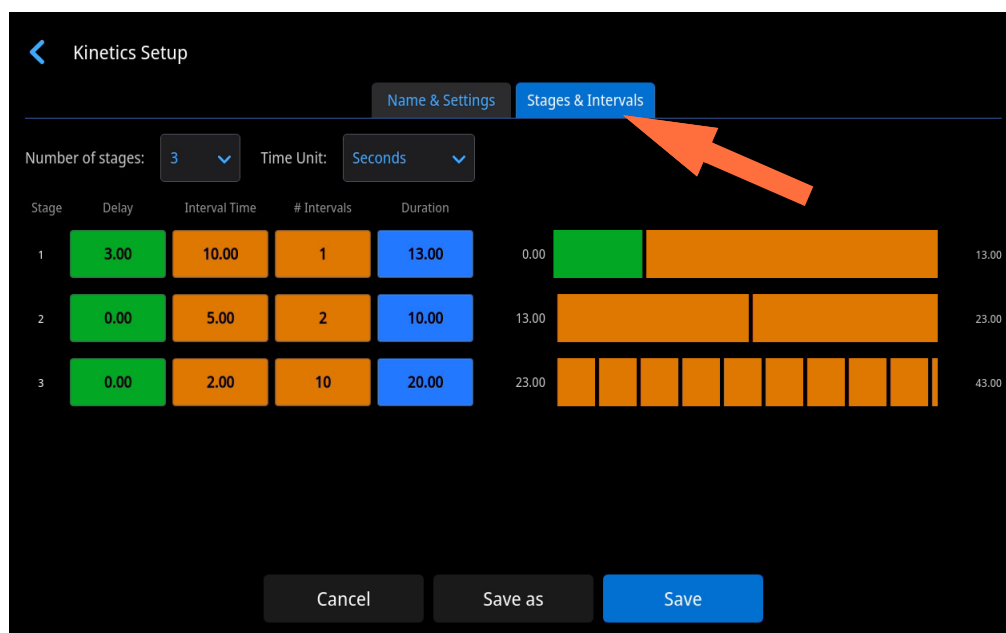 Kinetics Setup
Name & Settings Stages & Intervals
Number of stages: 3 Time Unit: Seconds
Stage Delay Interval Time # Intervals Duration
1 3.00 10.00 1 13.00 0.00 13.00
2 0.00 5.00 2 10.00 13.00 23.00
3 0.00 2.00 10 20.00 23.00 43.00
Cancel Save as Save